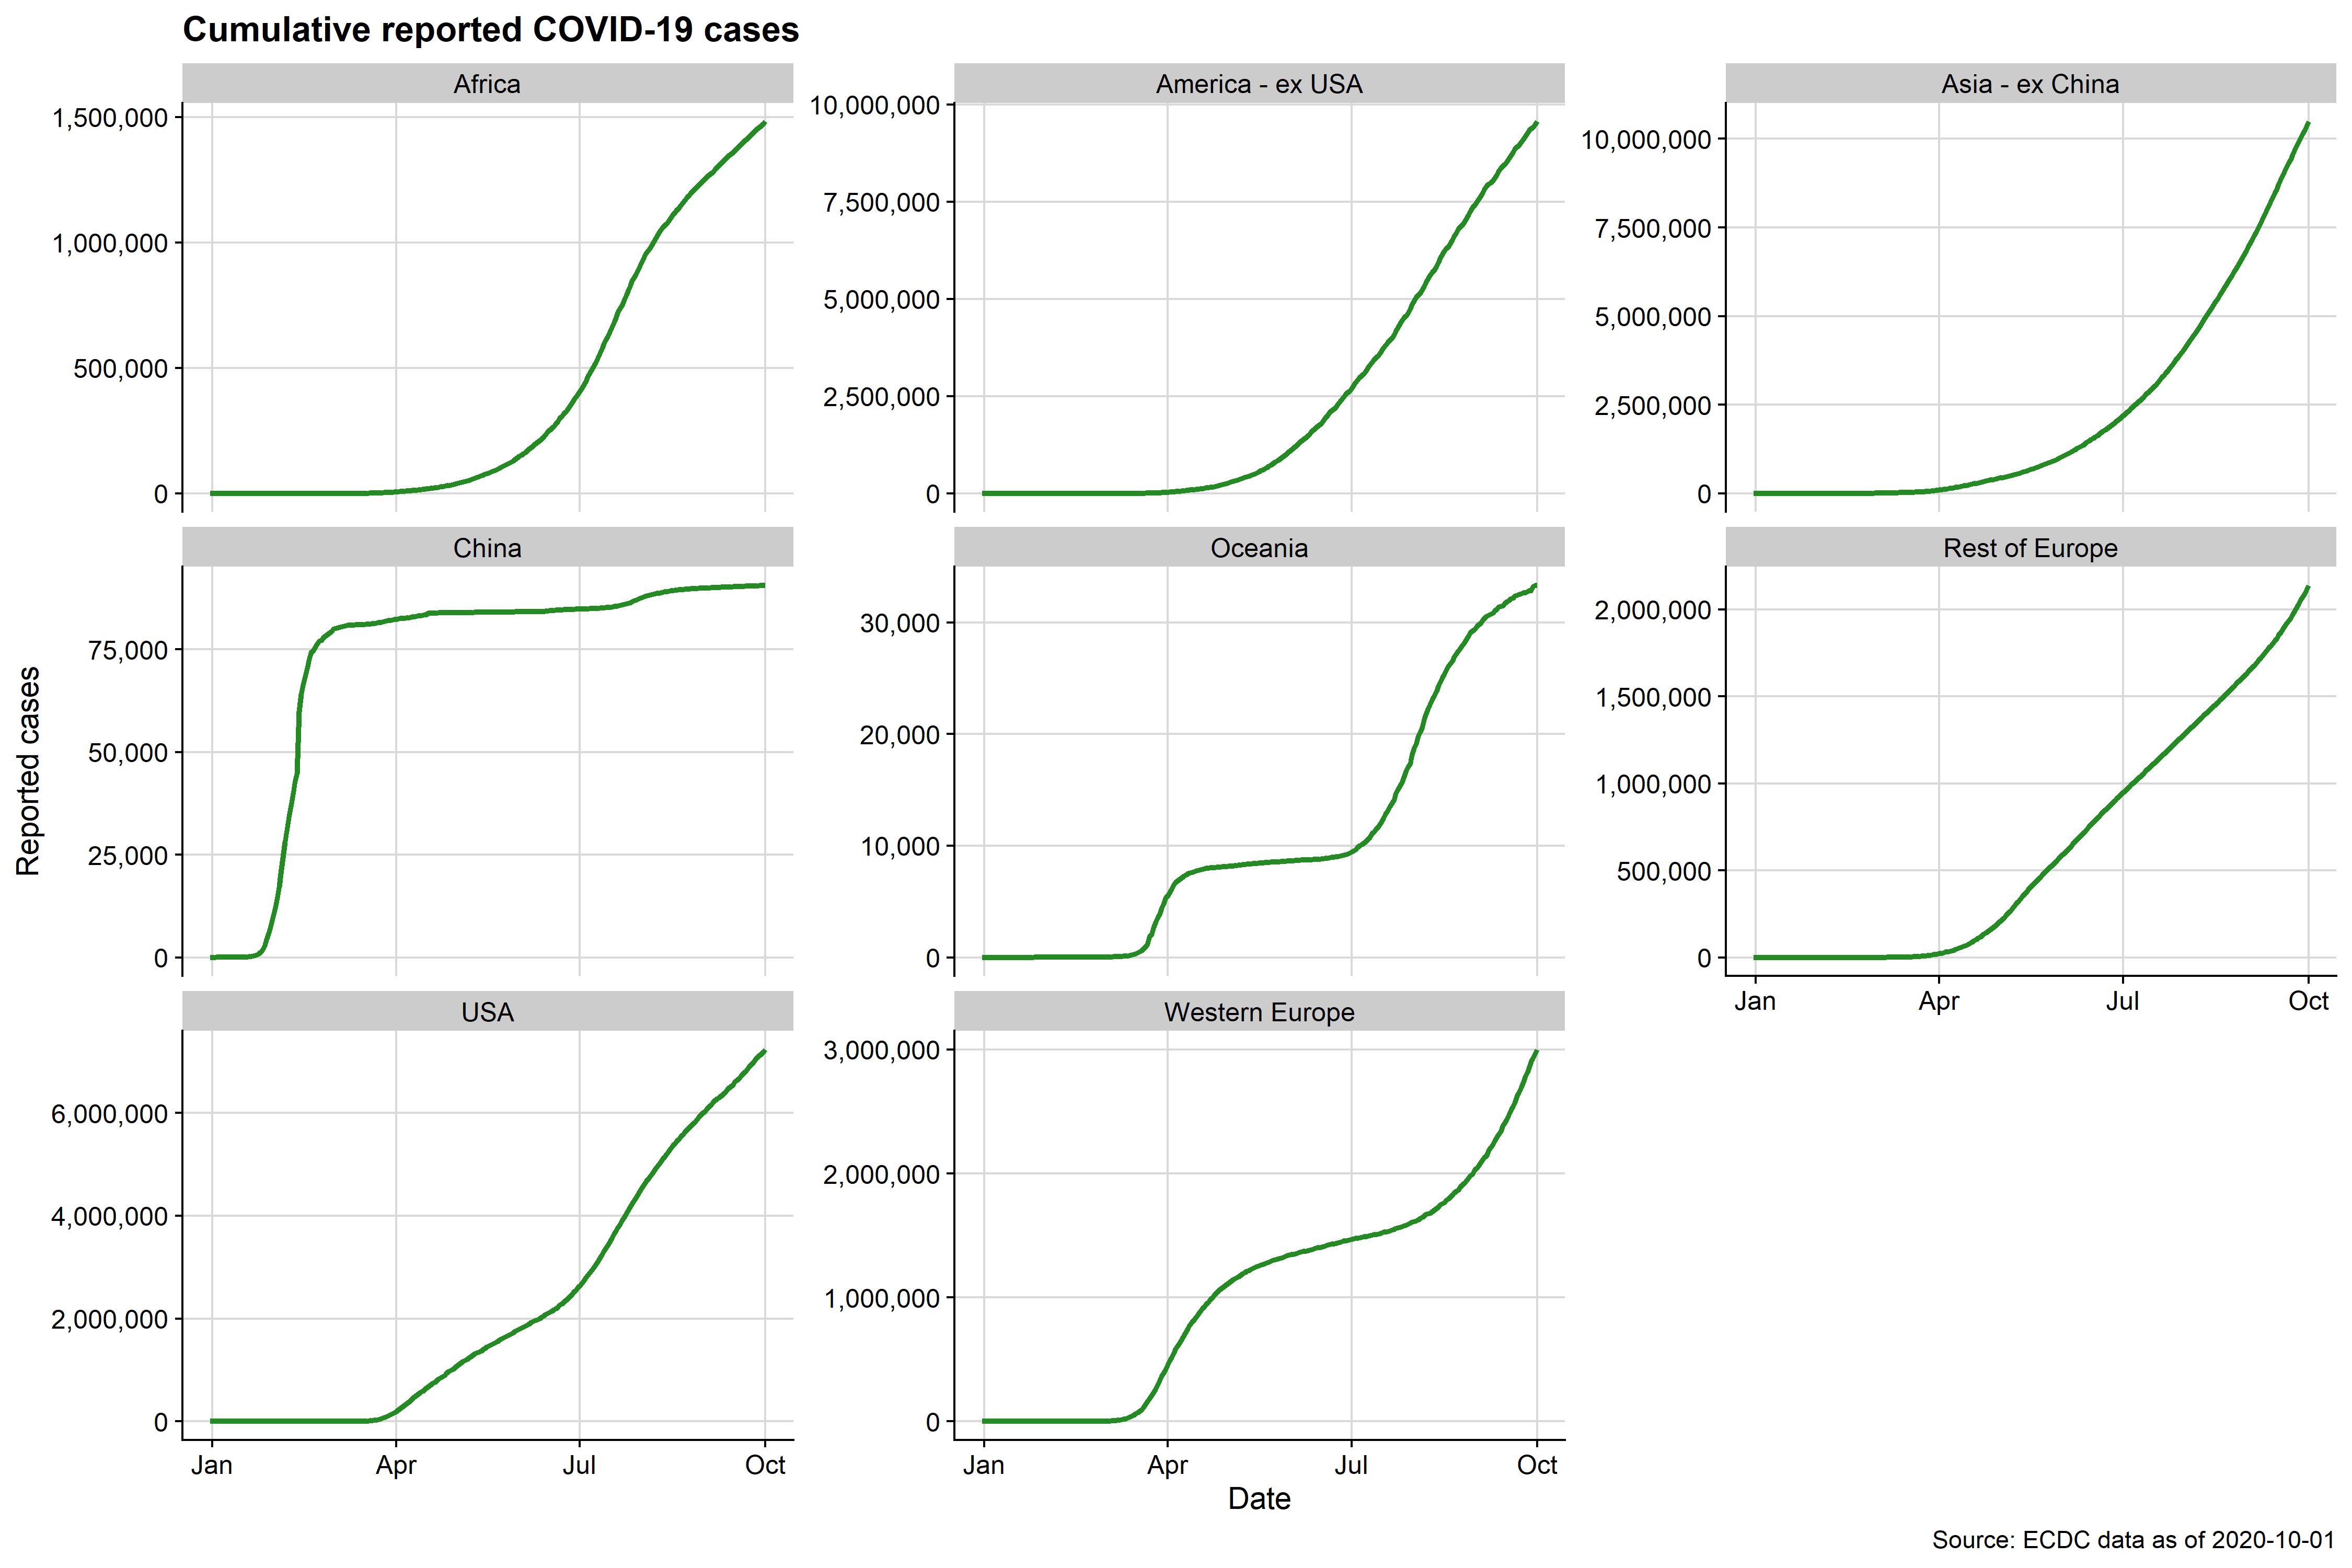 Cumulative reported COVID-19 cases
Africa
America - ex USA
Asia - ex China
1,500,000
1,000,000
500,000
0
10,000,000
7,500,000
5,000,000
2,500,000
0
10,000,000
7,500,000
5,000,000
2,500,000
0
China
Oceania
Rest of Europe
75,000
50,000
25,000
0
30,000
20,000
10,000
0
2,000,000
1,500,000
1,000,000
500,000
0
Jan Apr Jul Oct
Reported cases
USA
Western Europe
6,000,000
4,000,000
2,000,000
0
3,000,000
2,000,000
1,000,000
0
Jan Apr Jul Oct
Jan Apr Jul Oct
Date
Source: ECDC data as of 2020-10-01